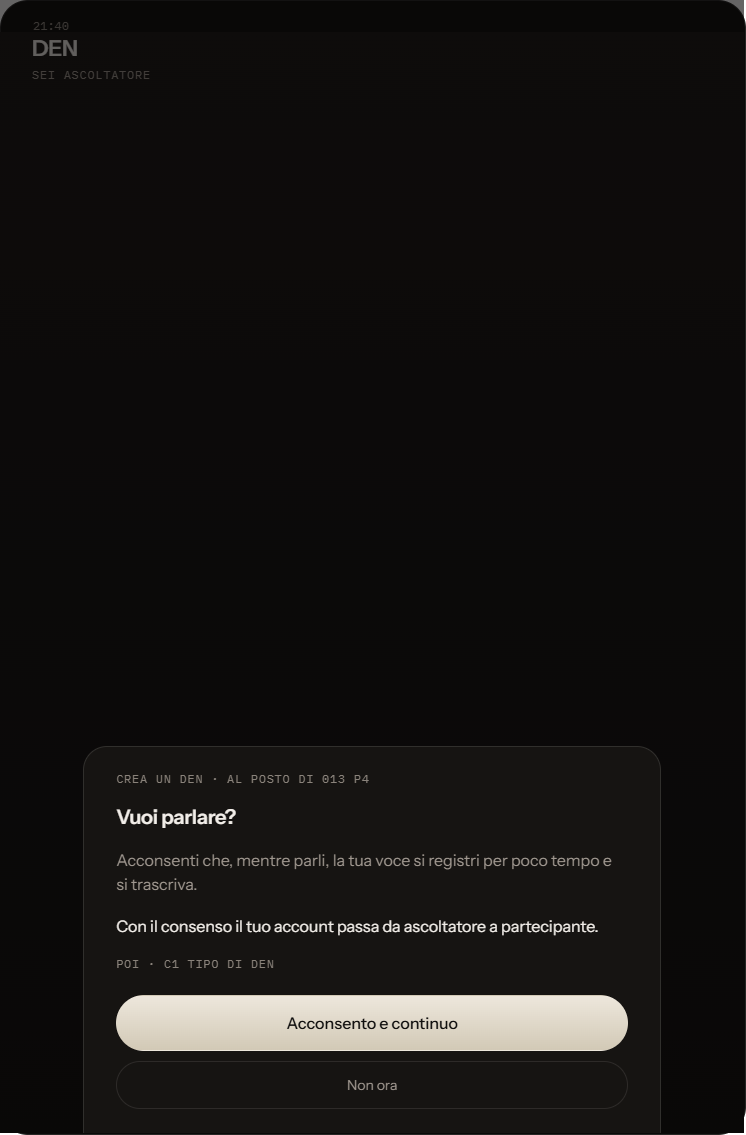 21:40
DEN
SEI ASCOLTATORE
CREA UN DEN · AL POSTO DI 013 P4
Vuoi parlare?
Acconsenti che, mentre parli, la tua voce si registri per poco tempo e
si trascriva.
Con il consenso il tuo account passa da ascoltatore a partecipante.
POI · C1 TIPO DI DEN
Acconsento e continuo
Non ora